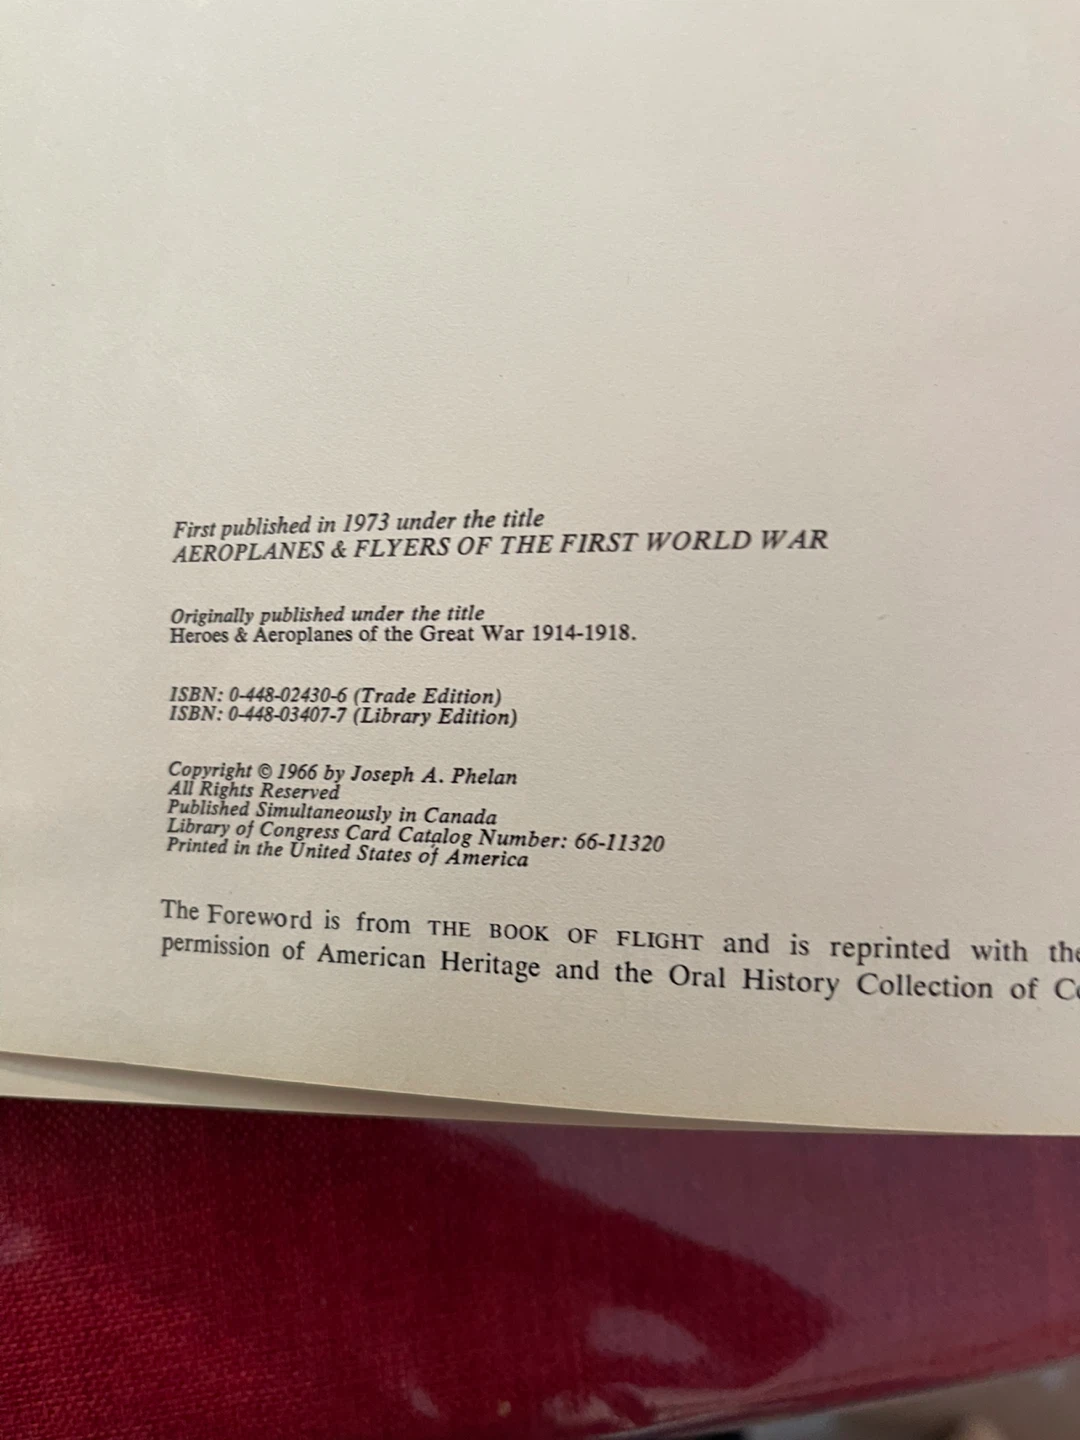 First published in 1973 under the title
AEROPLANES & FLYERS OF THE FIRST WORLD WAR
Originally published under the title
Heroes & Aeroplanes of the Great War 1914-1918.
ISBN: 0-448-02430-6 (Trade Edition)
ISBN: 0-448-03407-7 (Library Edition)
Copyright © 1966 by Joseph A. Phelan
All Rights Reserved
Published Simultaneously in Canada
Library of Congress Card Catalog Number: 66-11320
Printed in the United States of America
The Foreword is from THE BOOK OF FLIGHT and is reprinted with the
permission of American Heritage and the Oral History Collection of